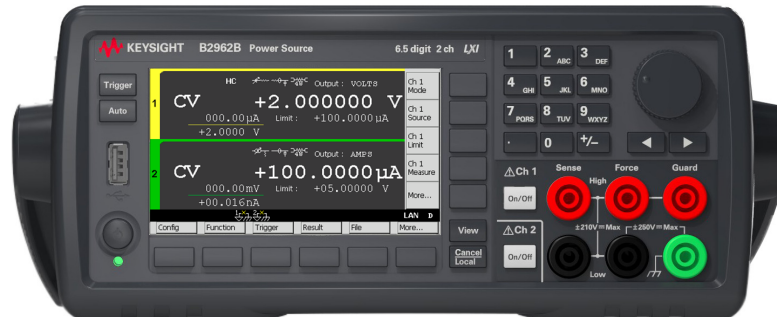 KEYSIGHT B2962B Power Source 6.5 digit 2 ch LXI
Trigger
Auto
1
HC Output : VOLTS
CV +2.000000 V
000.00µA Limit : +100.0000µA
+2.0000 V
2
Output : AMPS
CV +100.0000µA
000.00mV Limit : +05.00000 V
+00.016nA
LAN D
Ch 1
Mode
Ch 1
Source
Ch 1
Limit
Ch 1
Measure
More...
Config Function Trigger Result File More...
View
Cancel
Local
1 2 ABC 3 DEF
4 GHI 5 JKL 6 MNO
7 PQRS 8 TUV 9 WXYZ
. 0 +/−
Ch 1 Sense Force Guard
On/Off High
Ch 2 ±210V Max ±250V Max
On/Off
Low